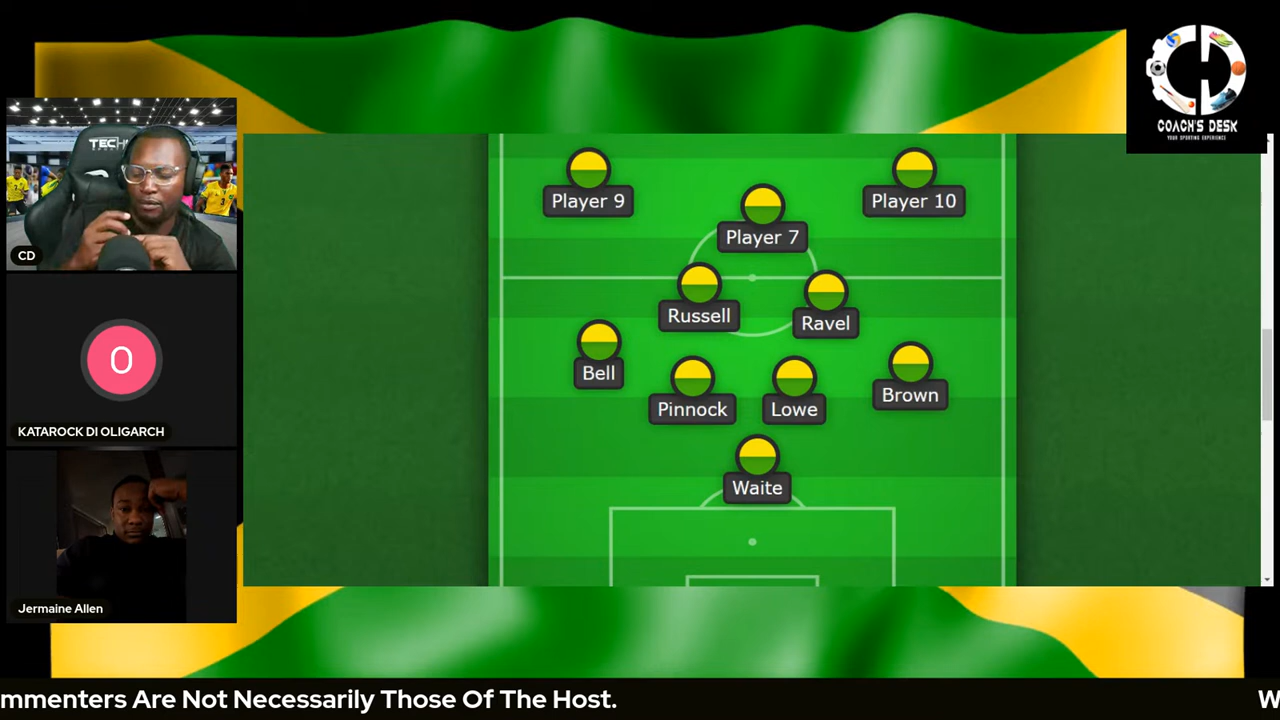 COACH'S DESK
YOUR SPORTING EXPERIENCE
TECH
CD
O
KATAROCK DI OLIGARCH
Jermaine Allen
Player 9
Player 10
Player 7
Russell
Ravel
Bell
Brown
Pinnock
Lowe
Waite
mmenters Are Not Necessarily Those Of The Host.
W